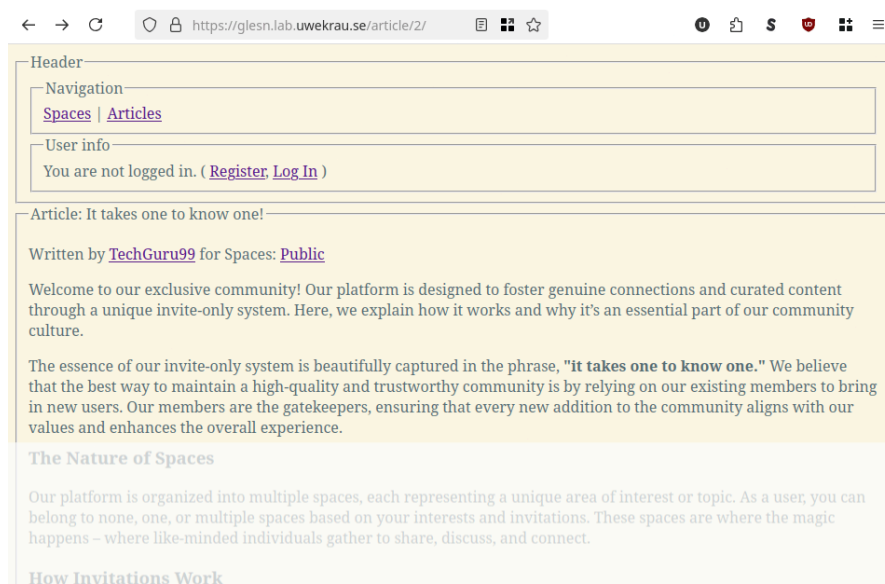 https://glesn.lab.uwekrau.se/article/2/
Header
Navigation
Spaces | Articles
User info
You are not logged in. ( Register, Log In )
Article: It takes one to know one!
Written by TechGuru99 for Spaces: Public
Welcome to our exclusive community! Our platform is designed to foster genuine connections and curated content
through a unique invite-only system. Here, we explain how it works and why it’s an essential part of our community
culture.
The essence of our invite-only system is beautifully captured in the phrase, "it takes one to know one." We believe
that the best way to maintain a high-quality and trustworthy community is by relying on our existing members to bring
in new users. Our members are the gatekeepers, ensuring that every new addition to the community aligns with our
values and enhances the overall experience.
The Nature of Spaces
Our platform is organized into multiple spaces, each representing a unique area of interest or topic. As a user, you can
belong to none, one, or multiple spaces based on your interests and invitations. These spaces are where the magic
happens – where like-minded individuals gather to share, discuss, and connect.
How Invitations Work